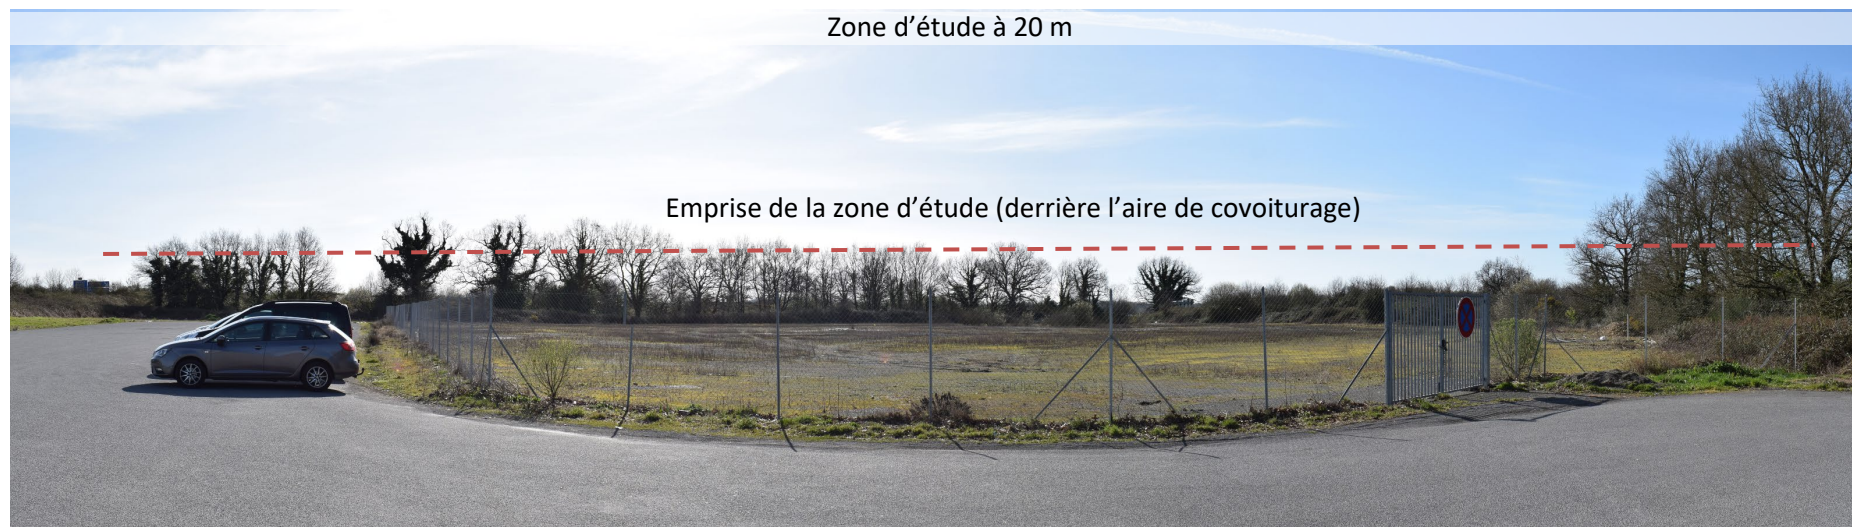 Zone d’étude à 20 m
Emprise de la zone d’étude (derrière l’aire de covoiturage)